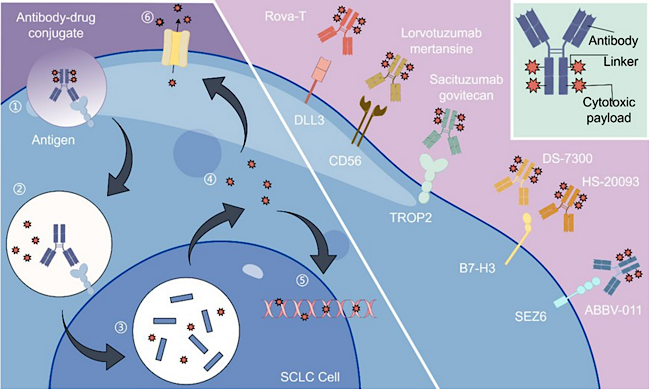 Antibody-drug
conjugate
⑥
①
Antigen
②
④
③
⑤
SCLC Cell
Rova-T
DLL3
Lorvotuzumab
mertansine
CD56
Sacituzumab
govitecan
TROP2
DS-7300
HS-20093
B7-H3
SEZ6
ABBV-011
Antibody
Linker
Cytotoxic
payload